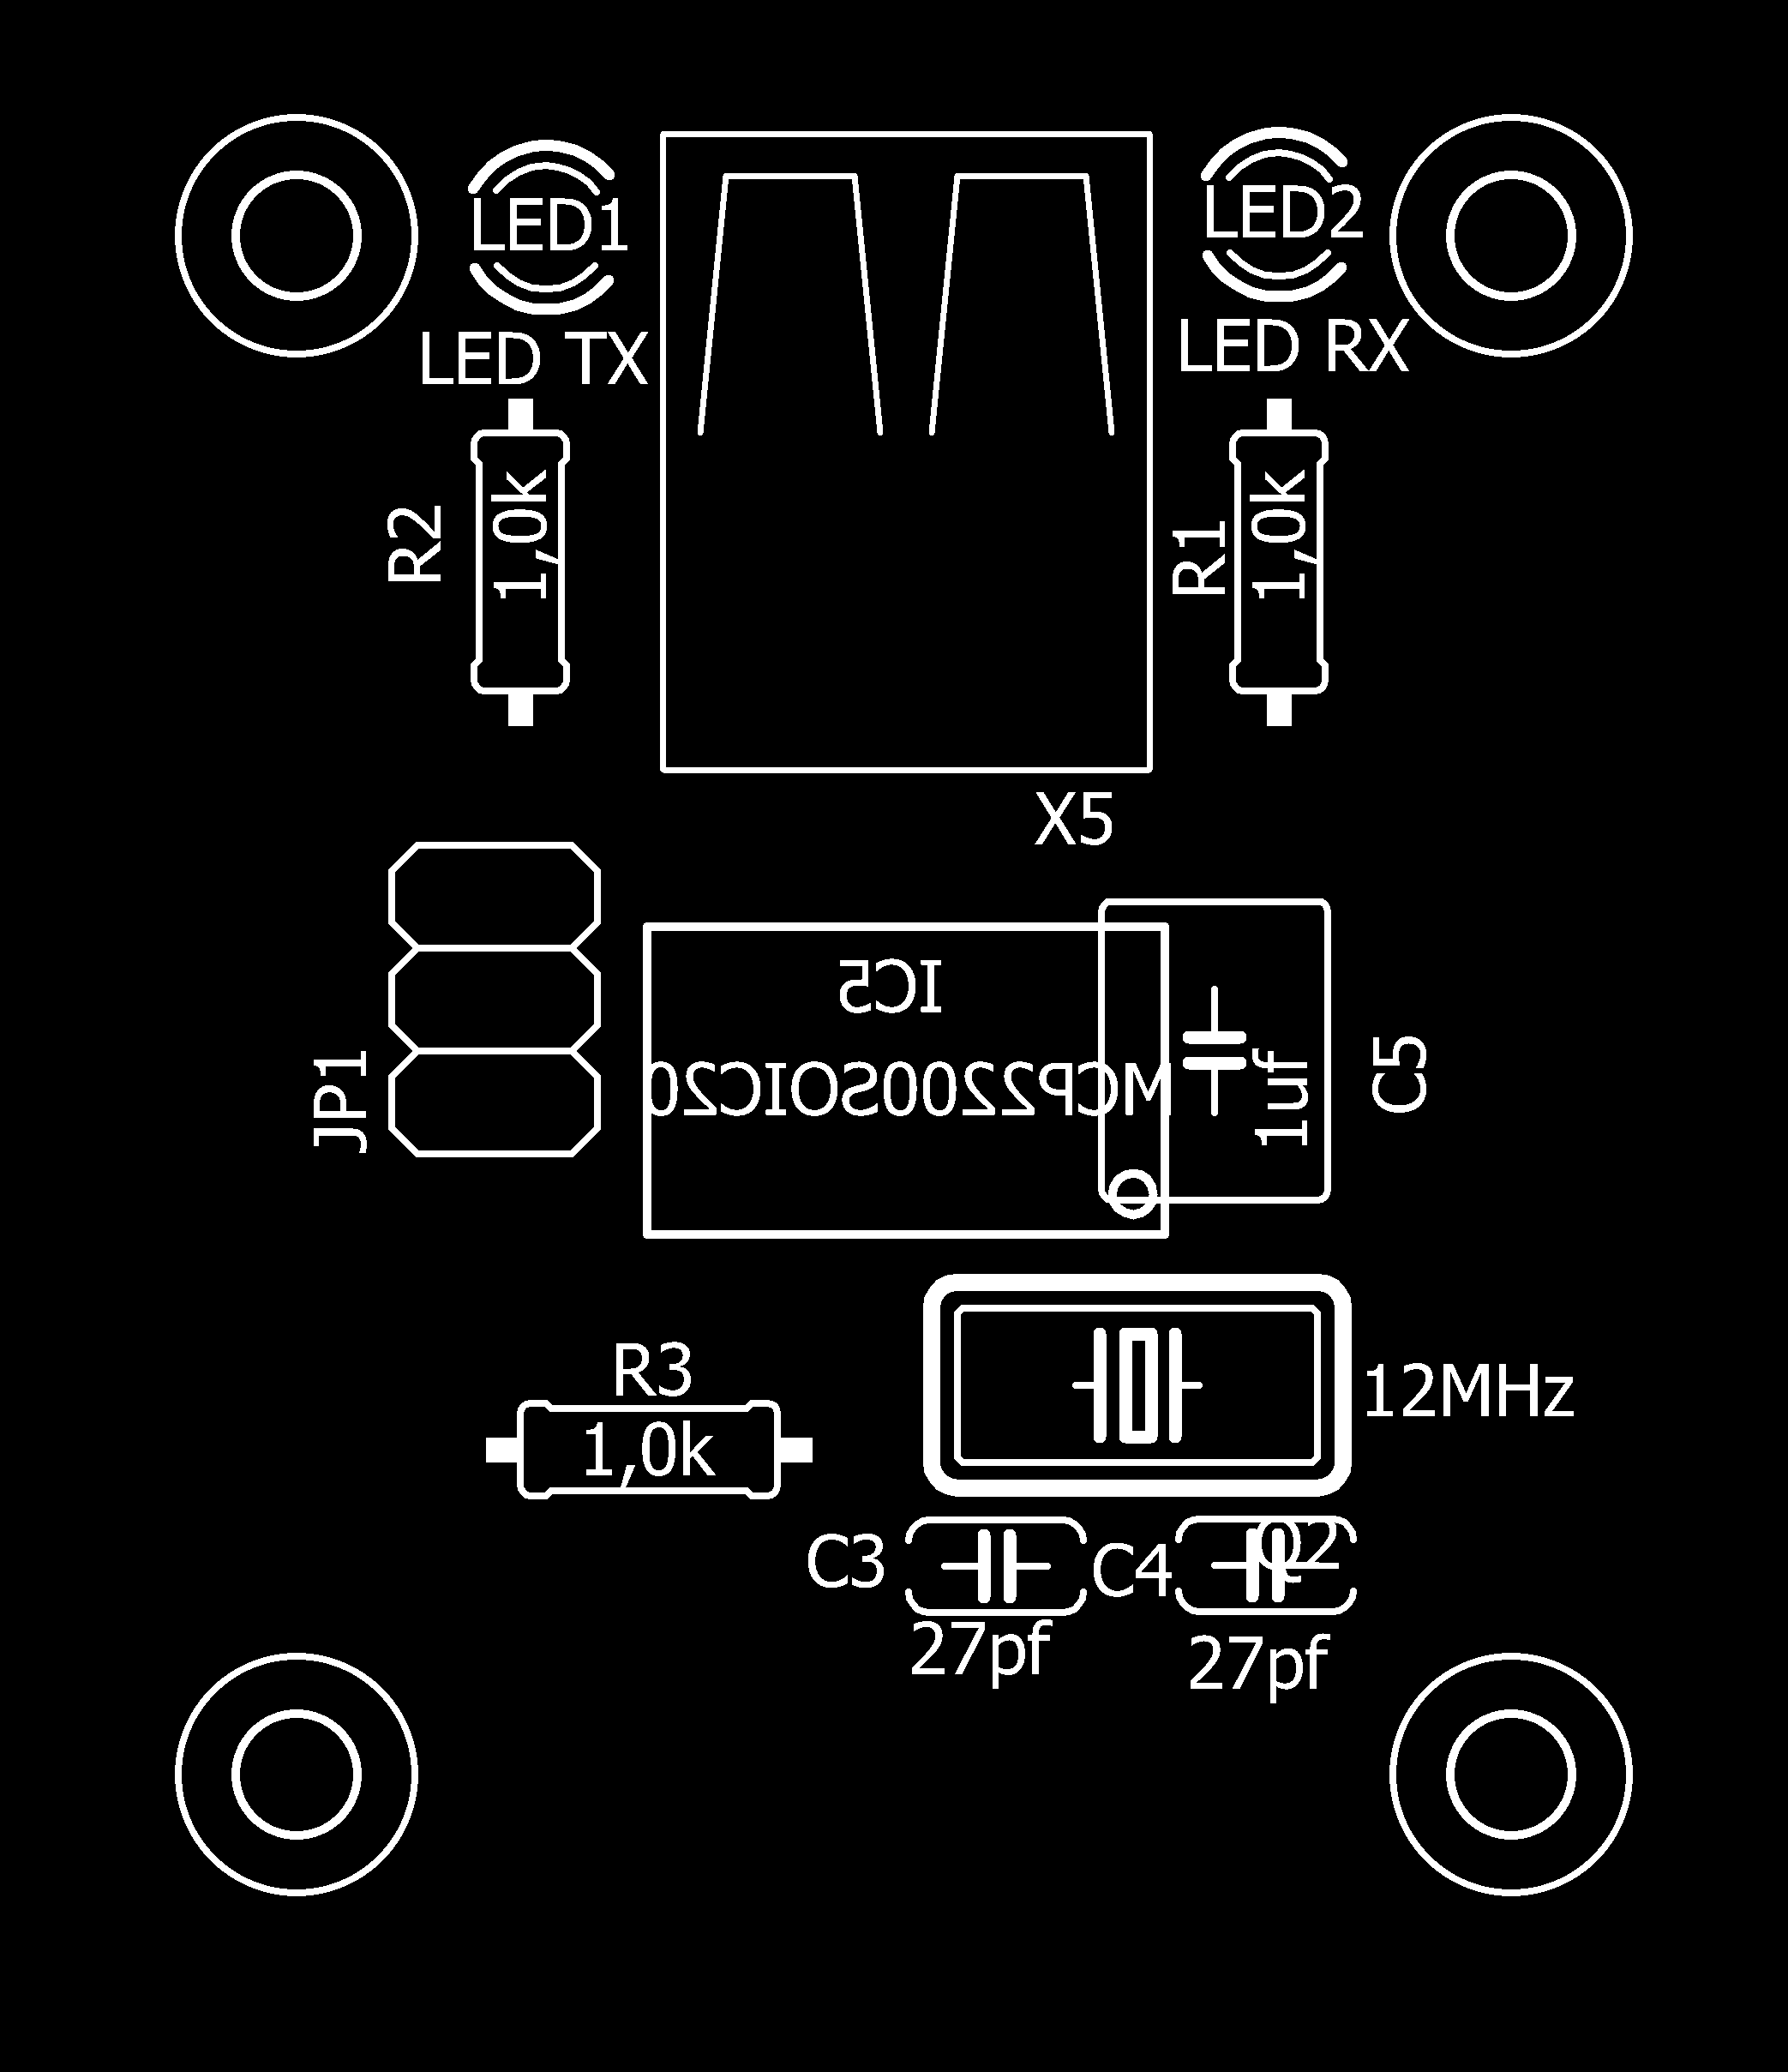 LED1
LED2
LED TX
LED RX
R2
1,0k
R1
1,0k
X5
IC5
MCP2200SOIC20
JP1
1uf
C5
R3
1,0k
12MHz
C3
C4
Q2
27pf
27pf